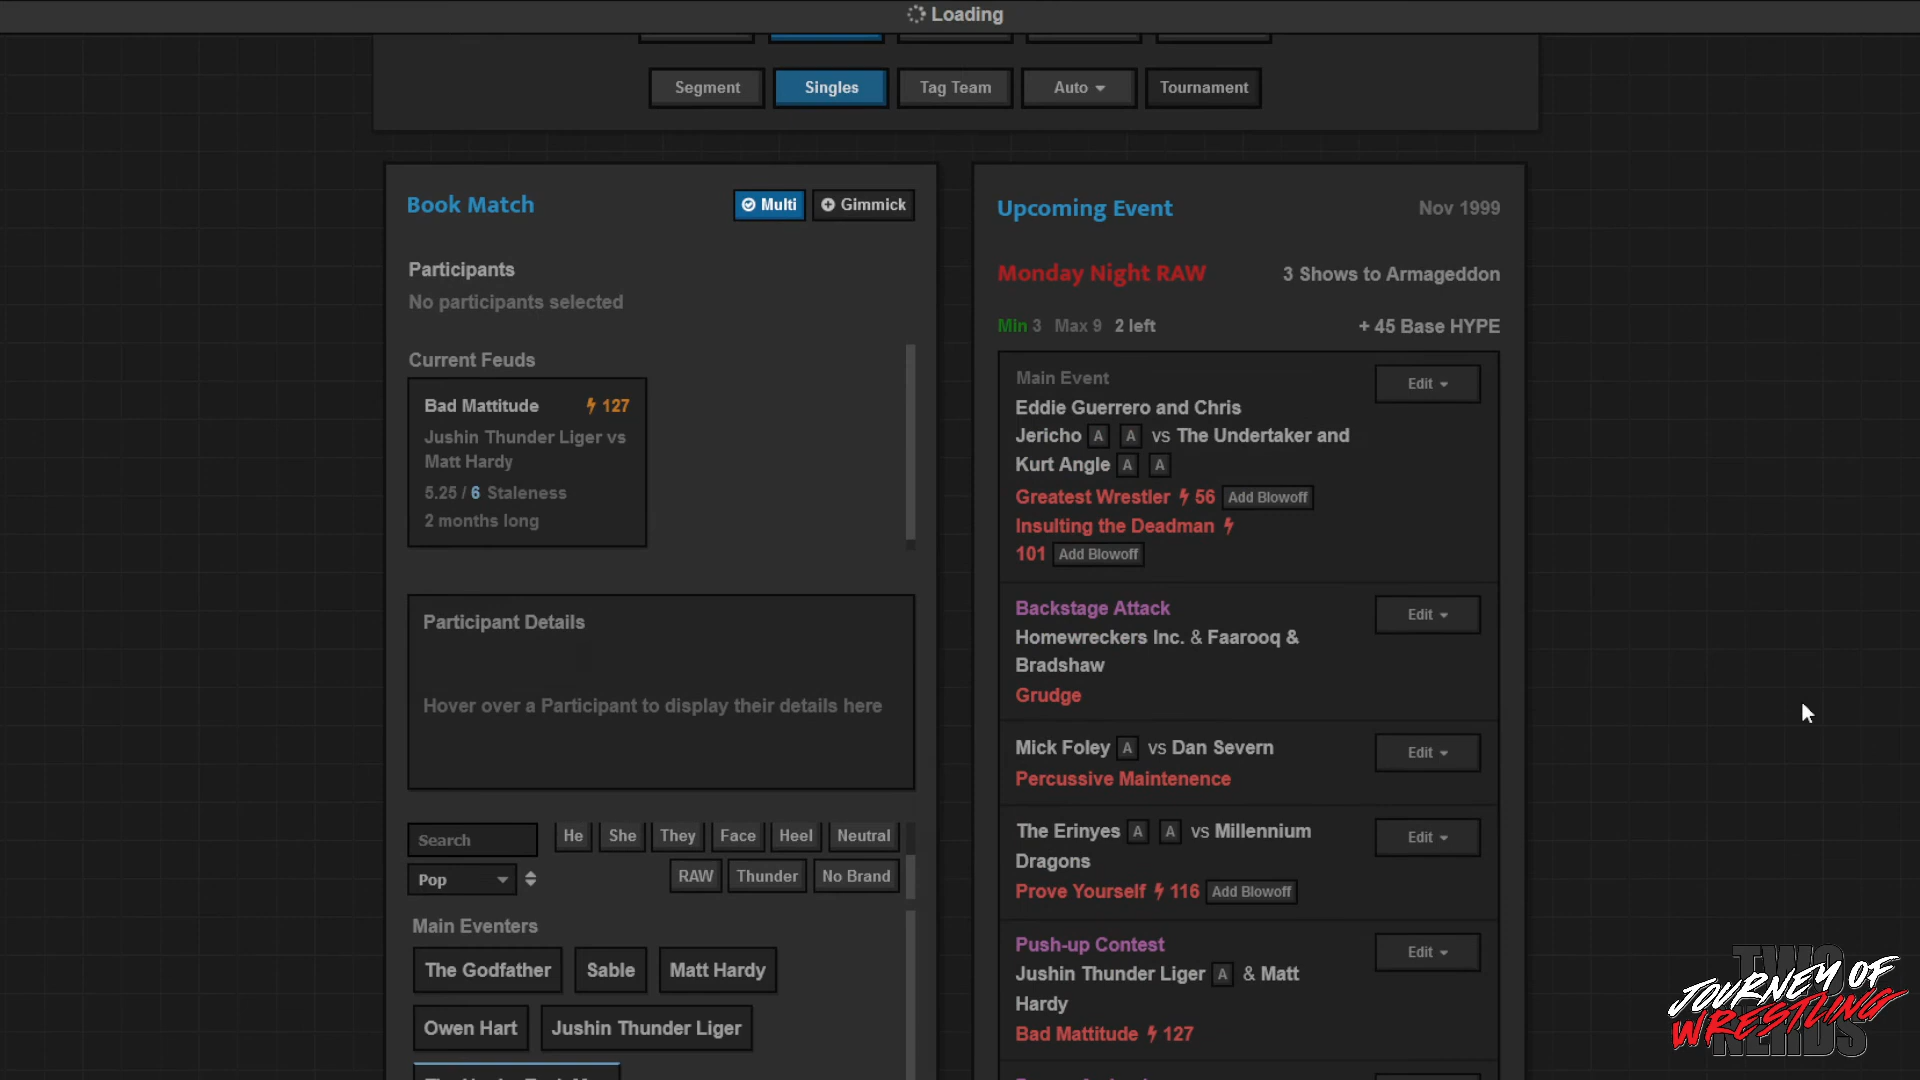 Loading
Segment
Singles
Tag Team
Auto
Tournament
Book Match
Multi
Gimmick
Participants
No participants selected
Current Feuds
Bad Mattitude 127
Jushin Thunder Liger vs
Matt Hardy
5.25 / 6 Staleness
2 months long
Participant Details
Hover over a Participant to display their details here
Search
He
She
They
Face
Heel
Neutral
Pop
RAW
Thunder
No Brand
Main Eventers
The Godfather
Sable
Matt Hardy
Owen Hart
Jushin Thunder Liger
Upcoming Event
Nov 1999
Monday Night RAW
3 Shows to Armageddon
Min 3 Max 9 2 left
+ 45 Base HYPE
Main Event
Edit
Eddie Guerrero and Chris
Jericho A A vs The Undertaker and
Kurt Angle A A
Greatest Wrestler 56 Add Blowoff
Insulting the Deadman
101 Add Blowoff
Backstage Attack
Edit
Homewreckers Inc. & Faarooq &
Bradshaw
Grudge
Mick Foley A vs Dan Severn
Edit
Percussive Maintenence
The Erinyes A A vs Millennium
Edit
Dragons
Prove Yourself 116 Add Blowoff
Push-up Contest
Edit
Jushin Thunder Liger A & Matt
Hardy
Bad Mattitude 127
TWO
NERDS
JOURNEY OF
WRESTLING